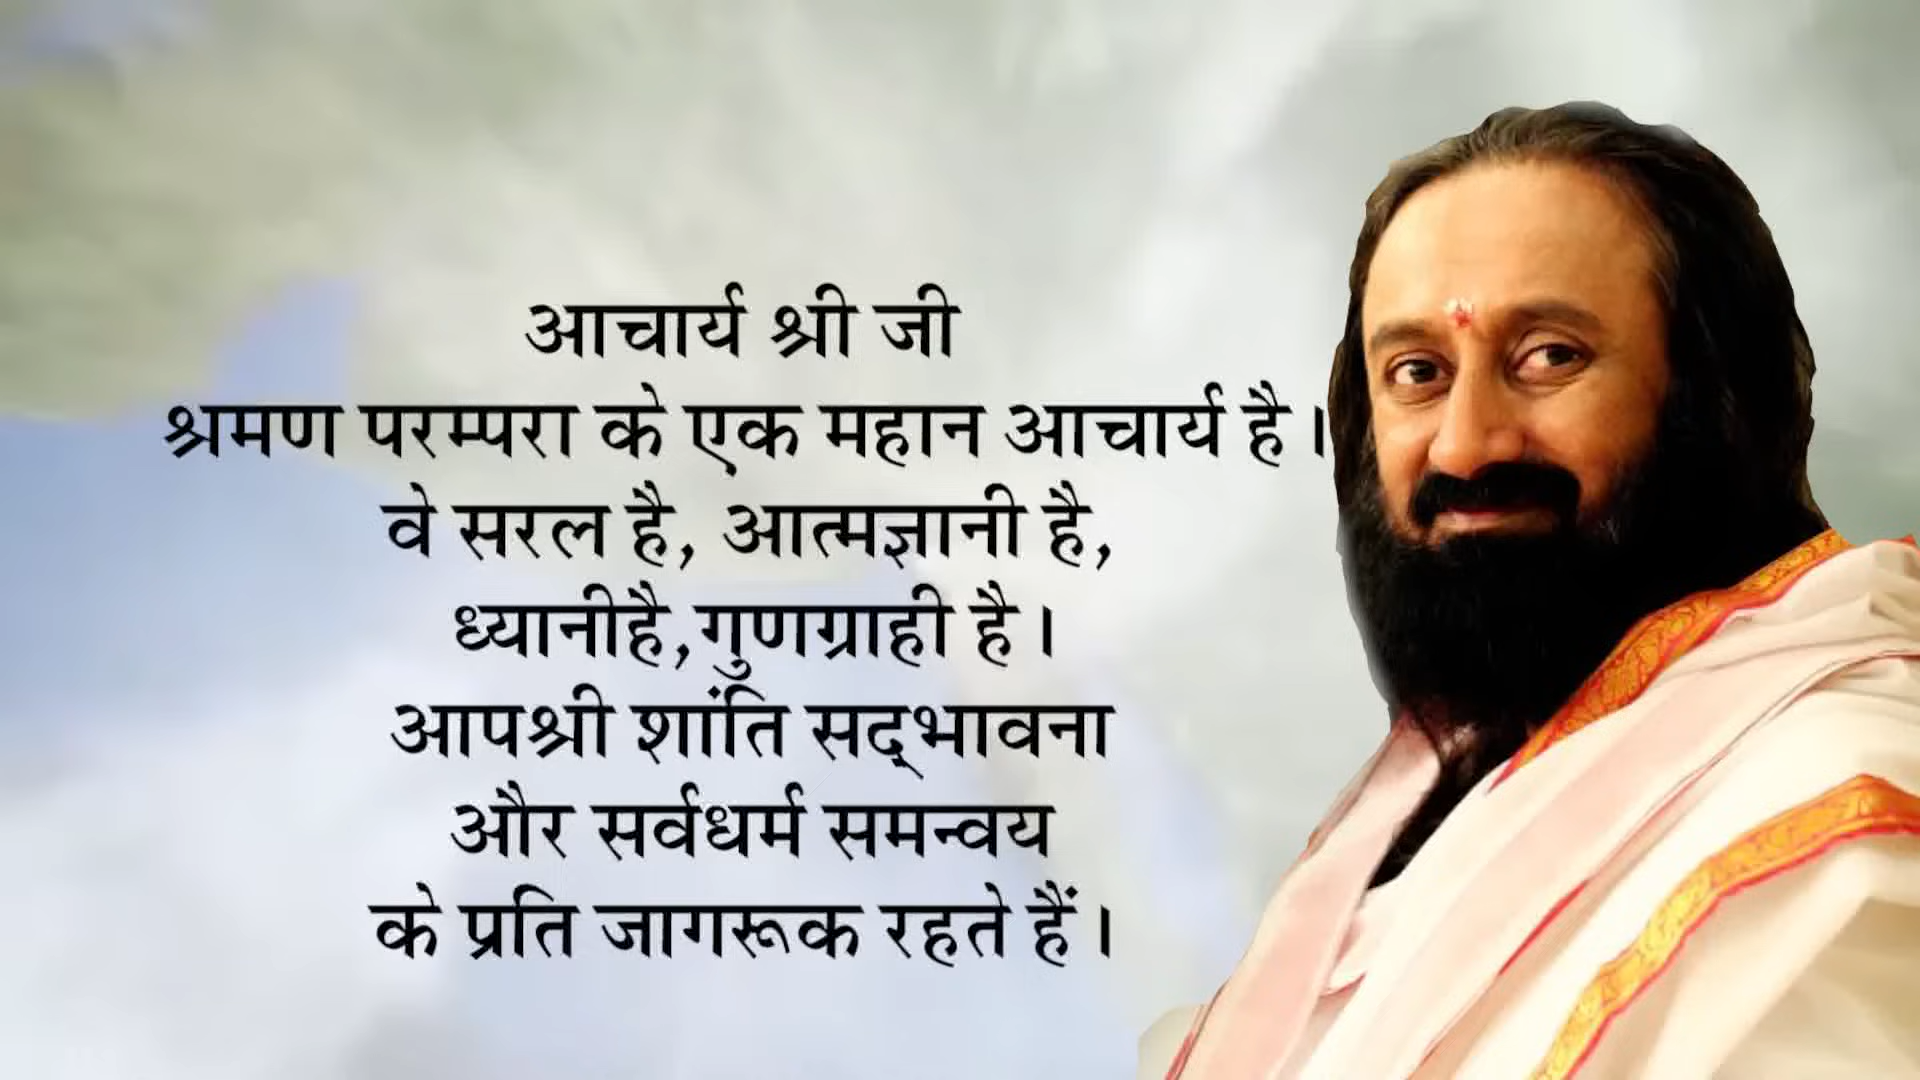 आचार्य श्री जी
श्रमण परम्परा के एक महान आचार्य है।
वे सरल है, आत्मज्ञानी है,
ध्यानीहै,गुणग्राही है।
आपश्री शांति सद्‌भावना
और सर्वधर्म समन्वय
के प्रति जागरूक रहते हैं।